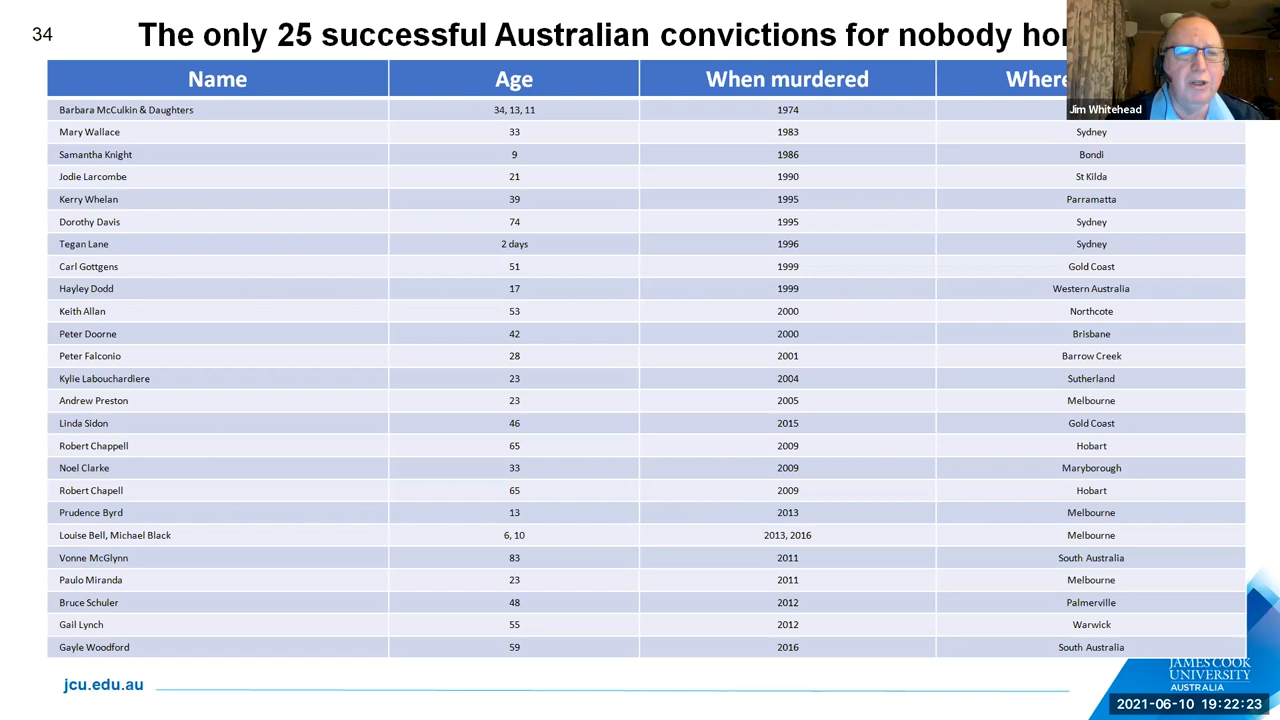 34
The only 25 successful Australian convictions for nobody
Name Age When murdered Where
Jim Whitehead
Barbara McCulkin & Daughters 34, 13, 11 1974
Mary Wallace 33 1983 Sydney
Samantha Knight 9 1986 Bondi
Jodie Larcombe 21 1990 St Kilda
Kerry Whelan 39 1995 Parramatta
Dorothy Davis 74 1995 Sydney
Tegan Lane 2 days 1996 Sydney
Carl Gottgens 51 1999 Gold Coast
Hayley Dodd 17 1999 Western Australia
Keith Allan 53 2000 Northcote
Peter Doorne 42 2000 Brisbane
Peter Falconio 28 2001 Barrow Creek
Kylie Labouchardiere 23 2004 Sutherland
Andrew Preston 23 2005 Melbourne
Linda Sidon 46 2015 Gold Coast
Robert Chappell 65 2009 Hobart
Noel Clarke 33 2009 Maryborough
Robert Chapell 65 2009 Hobart
Prudence Byrd 13 2013 Melbourne
Louise Bell, Michael Black 6, 10 2013, 2016 Melbourne
Vonne McGlynn 83 2011 South Australia
Paulo Miranda 23 2011 Melbourne
Bruce Schuler 48 2012 Palmerville
Gail Lynch 55 2012 Warwick
Gayle Woodford 59 2016 South Australia
jcu.edu.au
JAMES COOK
UNIVERSITY
AUSTRALIA
2021-06-10 19:22:23